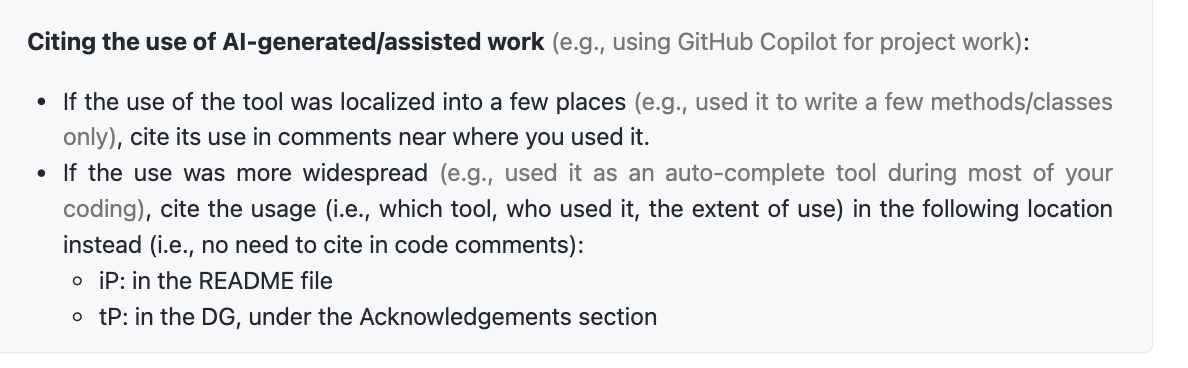 Citing the use of AI-generated/assisted work (e.g., using GitHub Copilot for project work):
• If the use of the tool was localized into a few places (e.g., used it to write a few methods/classes
only), cite its use in comments near where you used it.
• If the use was more widespread (e.g., used it as an auto-complete tool during most of your
coding), cite the usage (i.e., which tool, who used it, the extent of use) in the following location
instead (i.e., no need to cite in code comments):
◦ iP: in the README file
◦ tP: in the DG, under the Acknowledgements section